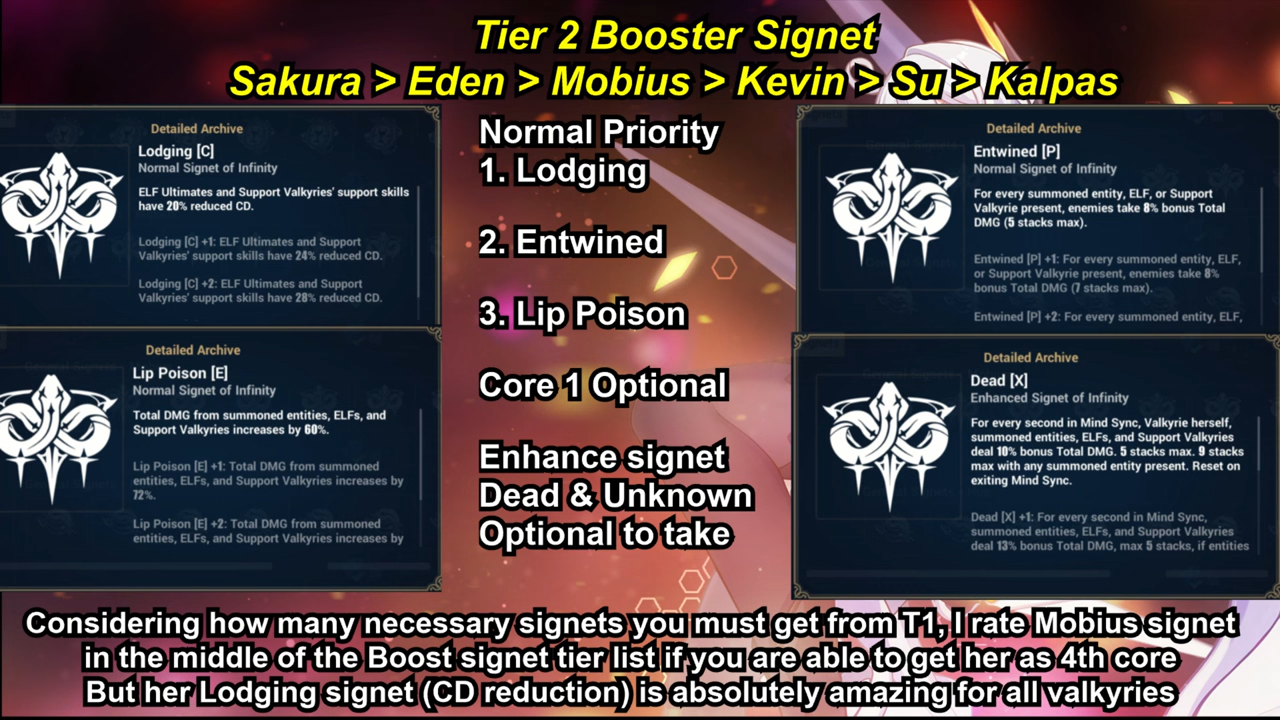 Tier 2 Booster Signet
Sakura > Eden > Mobius > Kevin > Su > Kalpas
Detailed Archive
Lodging [C]
Normal Signet of Infinity
ELF Ultimates and Support Valkyries' support skills
have 20% reduced CD.
Lodging [C] +1: ELF Ultimates and Support
Valkyries' support skills have 24% reduced CD.
Lodging [C] +2: ELF Ultimates and Support
Valkyries' support skills have 28% reduced CD.
Detailed Archive
Lip Poison [E]
Normal Signet of Infinity
Total DMG from summoned entities, ELFs, and
Support Valkyries increases by 60%.
Lip Poison [E] +1: Total DMG from summoned
entities, ELFs, and Support Valkyries increases by
72%.
Lip Poison [E] +2: Total DMG from summoned
entities, ELFs, and Support Valkyries increases by
Normal Priority
1. Lodging
2. Entwined
3. Lip Poison
Core 1 Optional
Enhance signet
Dead & Unknown
Optional to take
Detailed Archive
Entwined [P]
Normal Signet of Infinity
For every summoned entity, ELF, or Support
Valkyrie present, enemies take 8% bonus Total
DMG (5 stacks max).
Entwined [P] +1: For every summoned entity, ELF,
or Support Valkyrie present, enemies take 8%
bonus Total DMG (7 stacks max).
Entwined [P] +2: For every summoned entity, ELF,
Detailed Archive
Dead [X]
Enhanced Signet of Infinity
For every second in Mind Sync, Valkyrie herself,
summoned entities, ELFs, and Support Valkyries
deal 10% bonus Total DMG. 5 stacks max. 9 stacks
max with any summoned entity present. Reset on
exiting Mind Sync.
Dead [X] +1: For every second in Mind Sync,
summoned entities, ELFs, and Support Valkyries
deal 13% bonus Total DMG, max 5 stacks, if entities
Considering how many necessary signets you must get from T1, I rate Mobius signet
in the middle of the Boost signet tier list if you are able to get her as 4th core
But her Lodging signet (CD reduction) is absolutely amazing for all valkyries